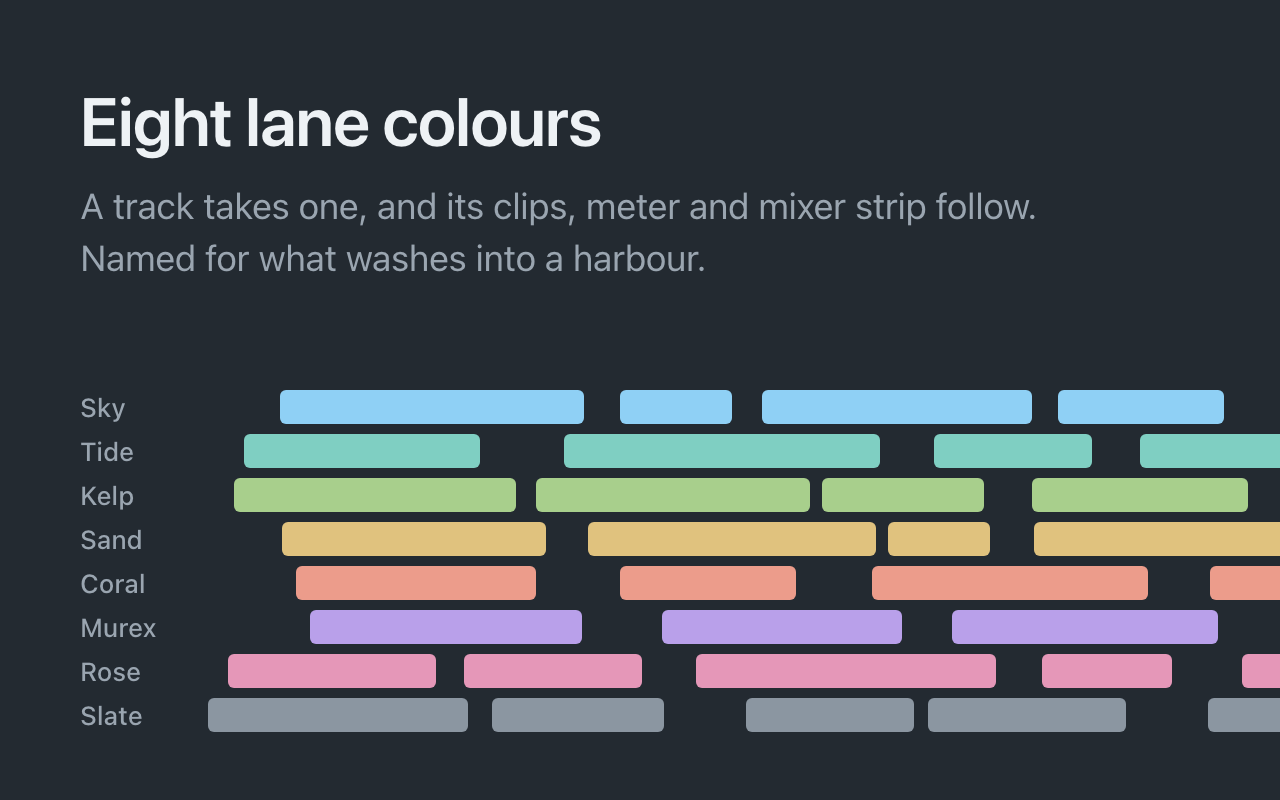 Eight lane colours
A track takes one, and its clips, meter and mixer strip follow.
Named for what washes into a harbour.
Sky
Tide
Kelp
Sand
Coral
Murex
Rose
Slate